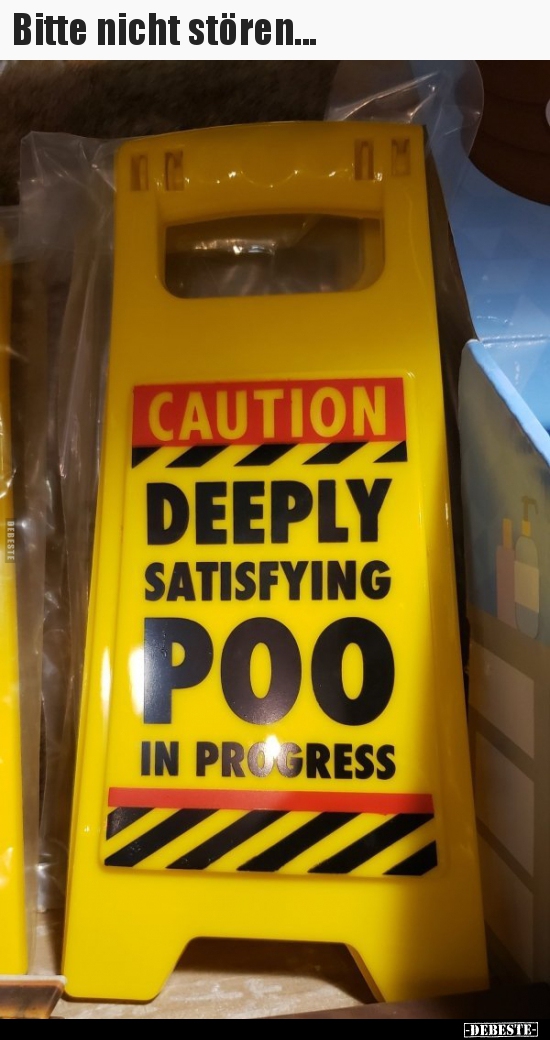 Bitte nicht stören...
CAUTION
DEEPLY
SATISFYING
POO
IN PROGRESS
DEBESTE
-DEBESTE-